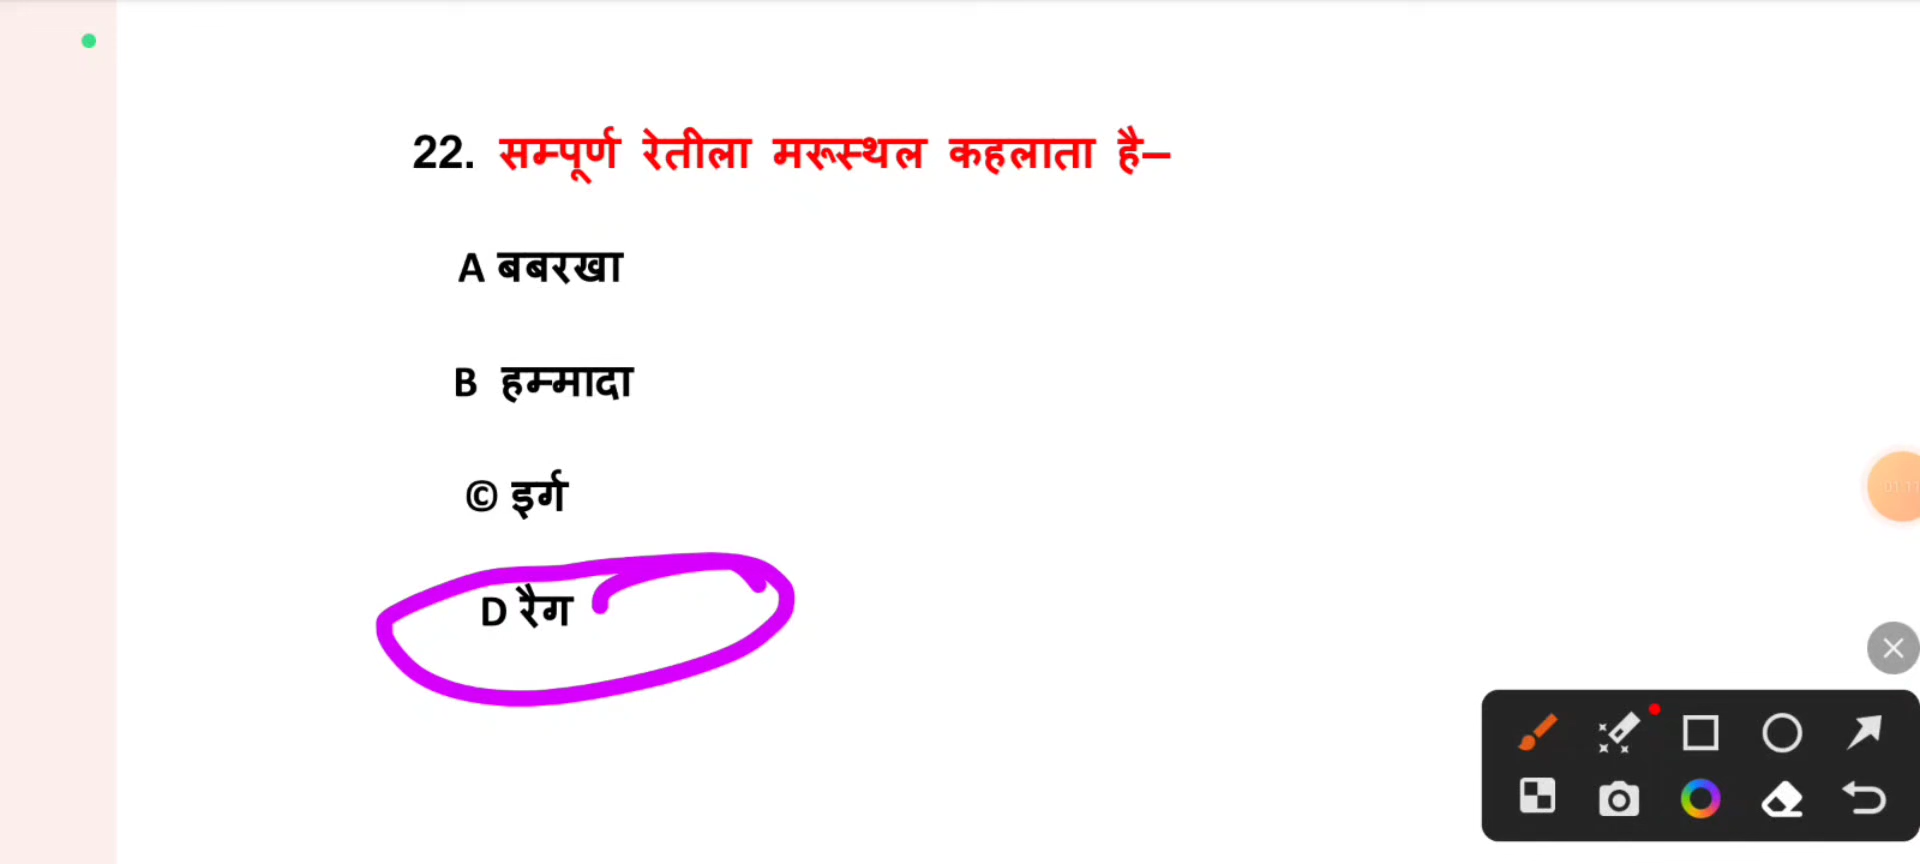 22. सम्पूर्ण रेतीला मरूस्थल कहलाता है–
A बबरखा
B हम्मादा
© इर्ग
D रैग